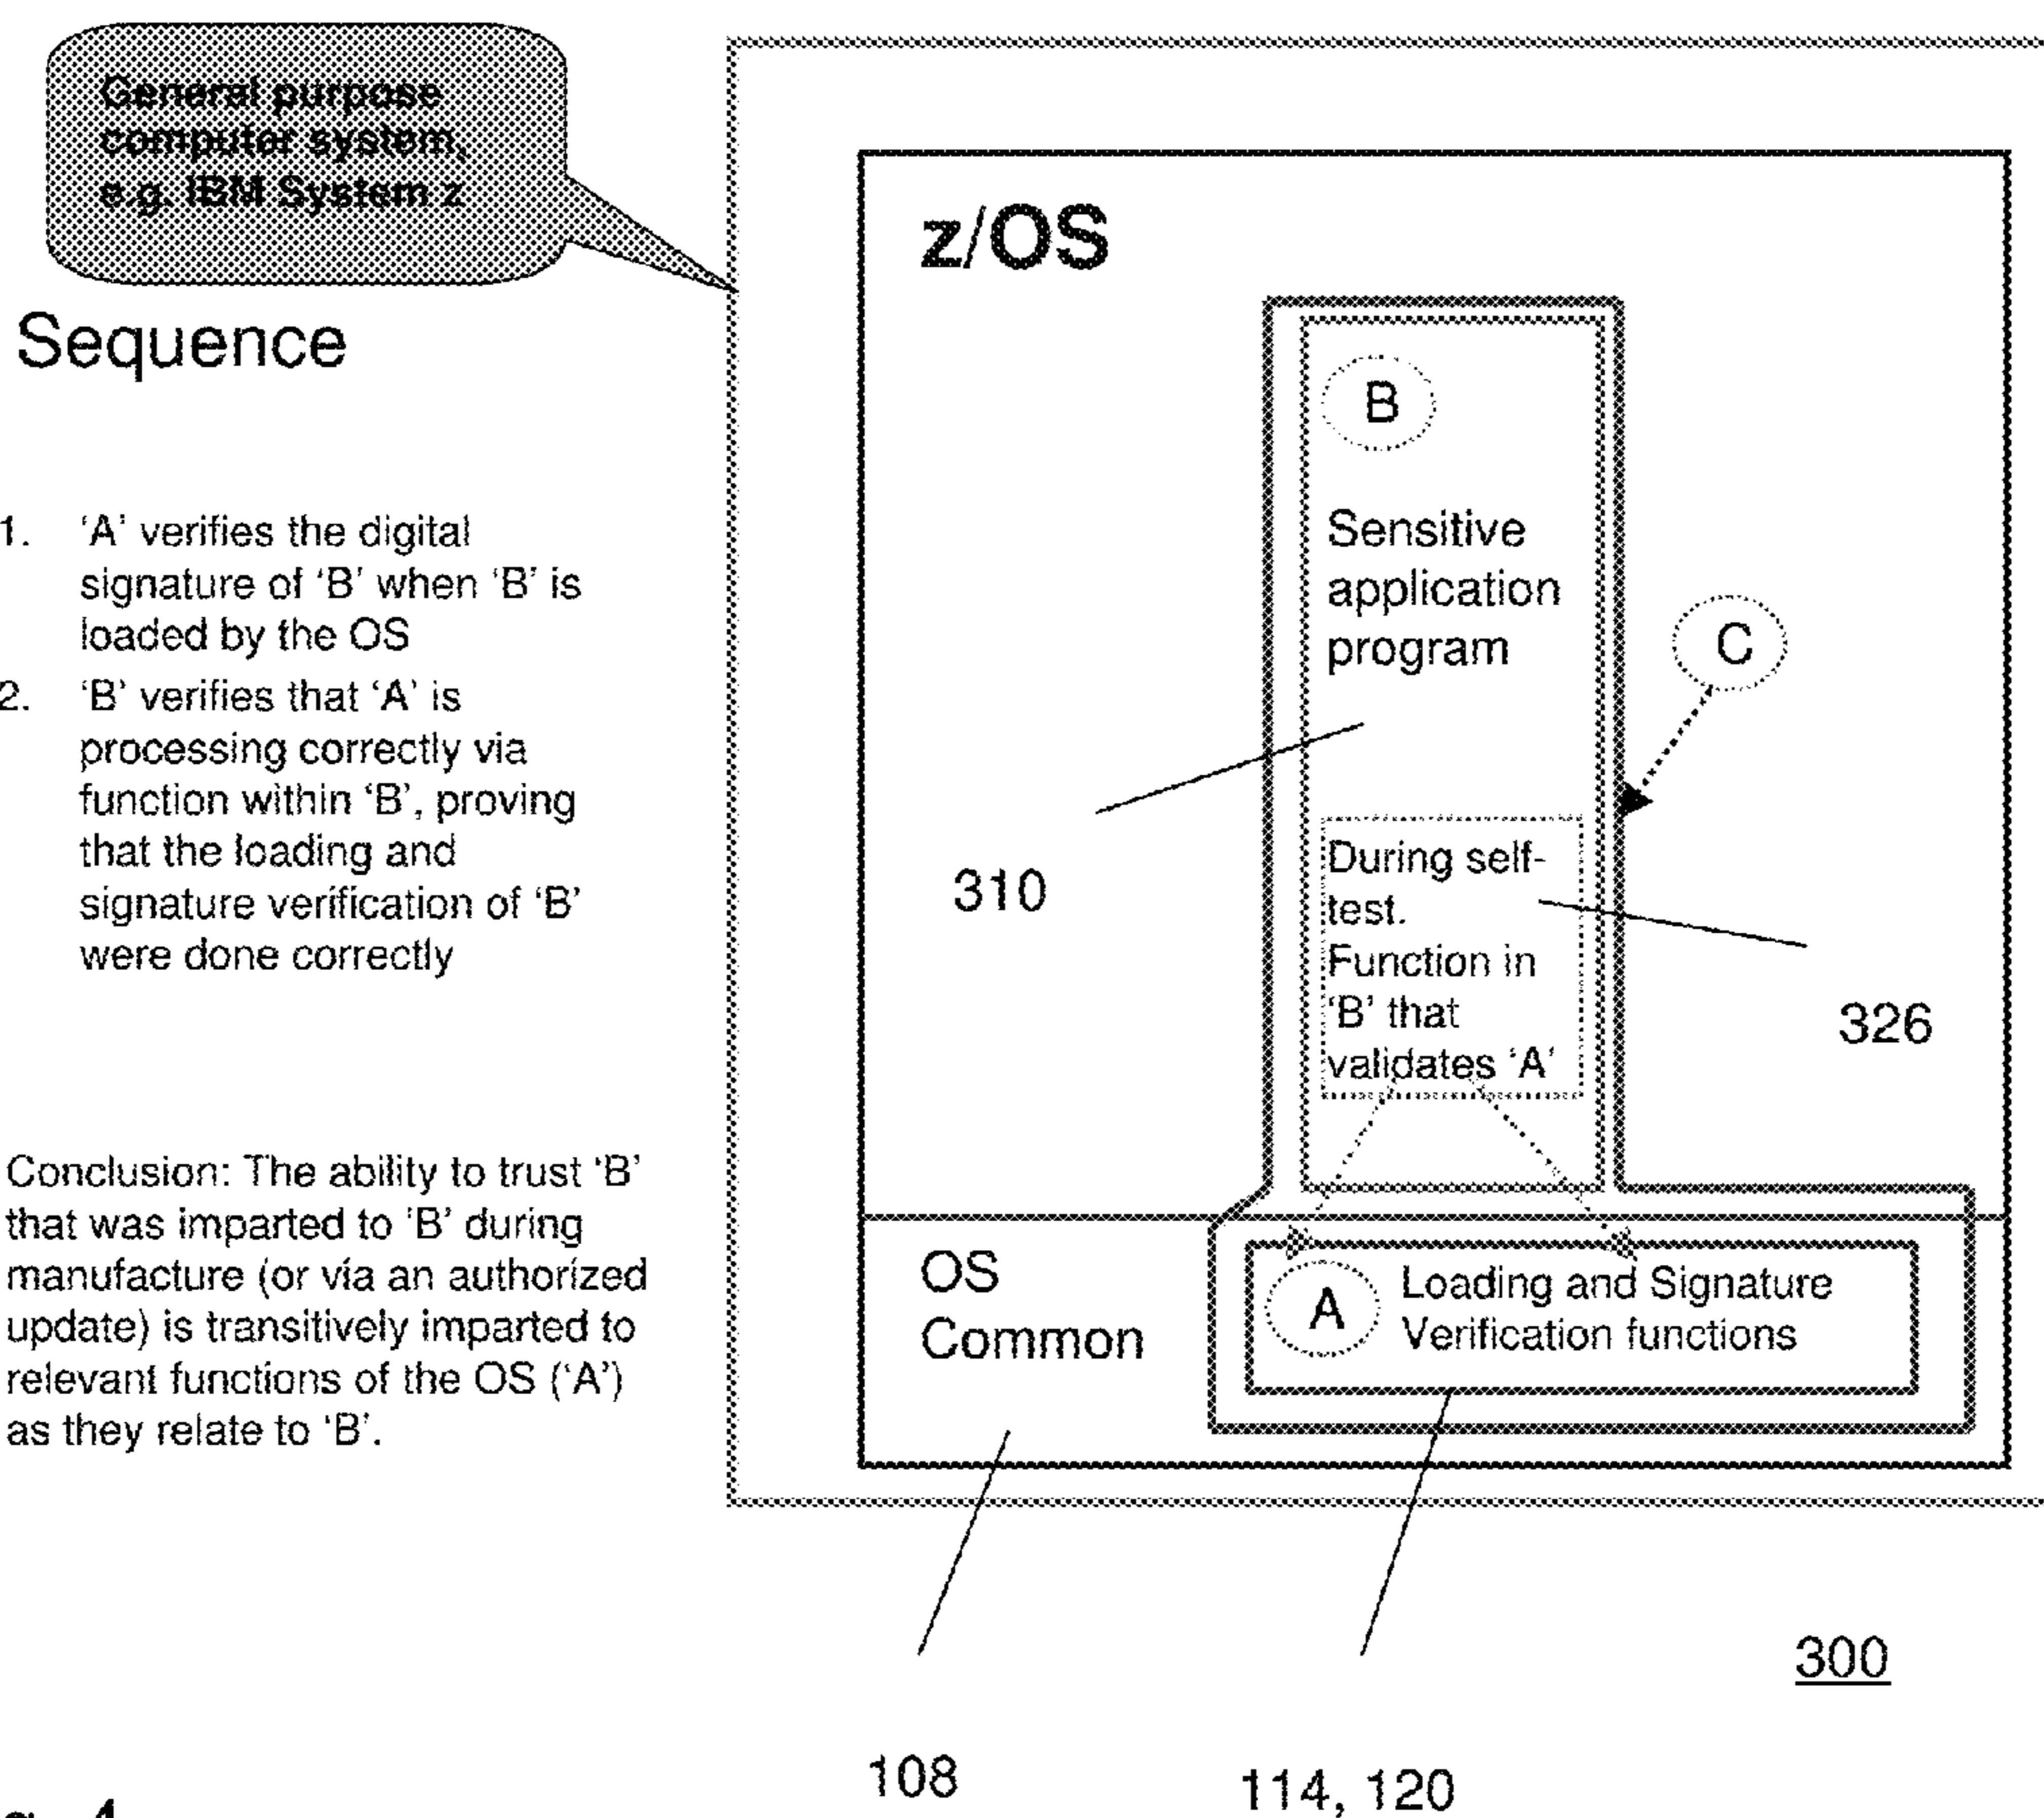 General purpose
computer system,
e.g. IBM System z
Sequence
1. ‘A’ verifies the digital
signature of ‘B’ when ‘B’ is
loaded by the OS
2. ‘B’ verifies that ‘A’ is
processing correctly via
function within ‘B’, proving
that the loading and
signature verification of ‘B’
were done correctly
Conclusion: The ability to trust ‘B’
that was imparted to ‘B’ during
manufacture (or via an authorized
update) is transitively imparted to
relevant functions of the OS (‘A’)
as they relate to ‘B’.
z/OS
B
Sensitive
application
program
C
310
During self-
test.
Function in
‘B’ that
validates ‘A’
326
OS
Common
A
Loading and Signature
Verification functions
300
108
114, 120
4